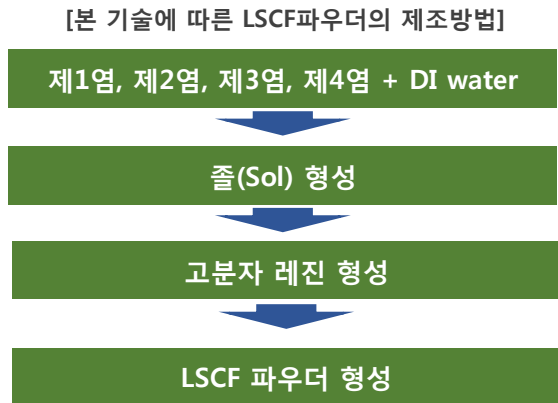 [본 기술에 따른 LSCF파우더의 제조방법]
제1염, 제2염, 제3염, 제4염 + DI water
졸(Sol) 형성
고분자 레진 형성
LSCF 파우더 형성